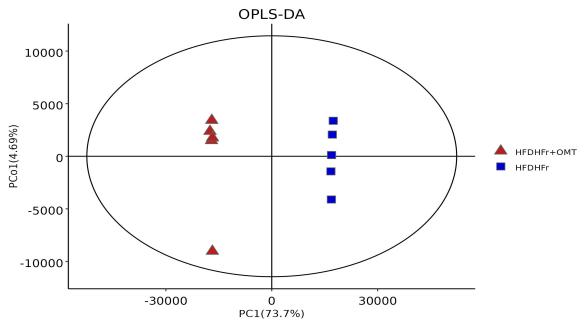 OPLS-DA
10000
5000
0
-5000
-10000
PCo1(4.69%)
-30000
0
30000
PC1(73.7%)
HFDHFr+OMT
HFDHFr